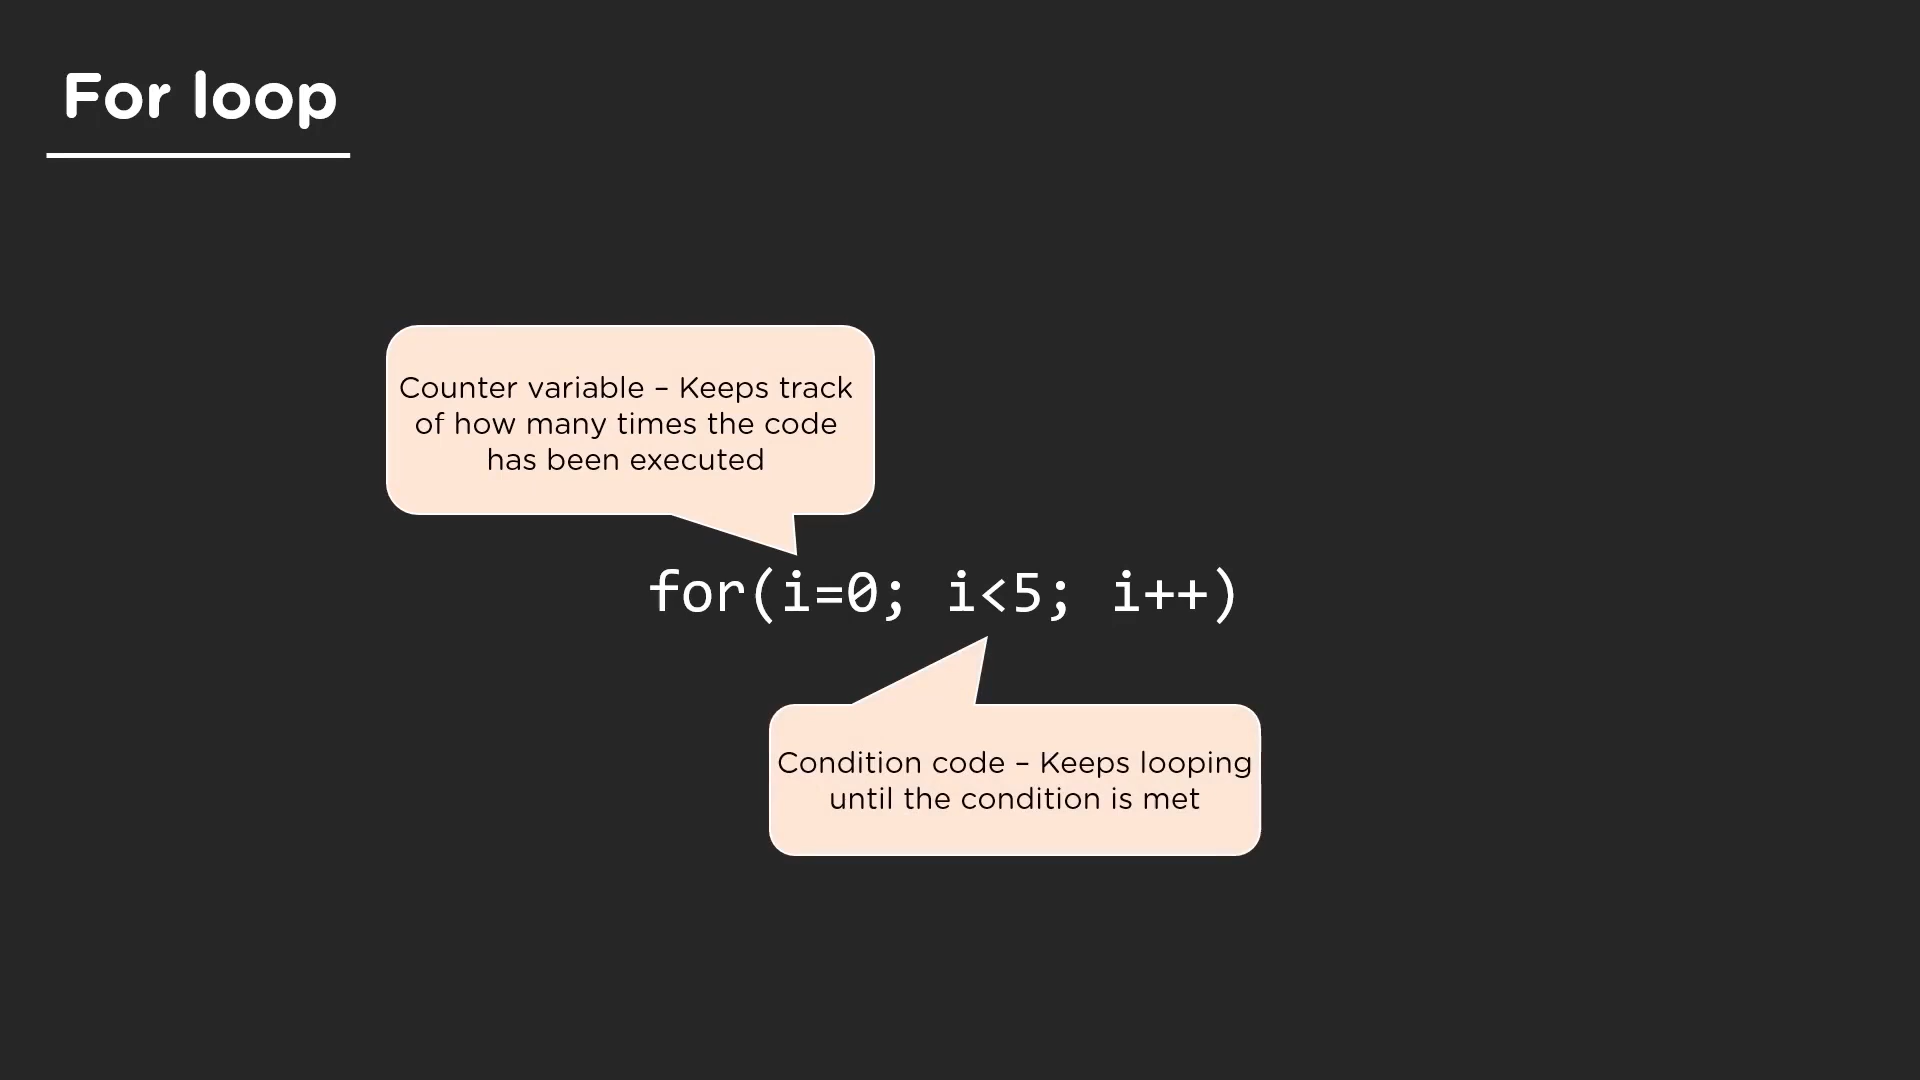 For loop
Counter variable – Keeps track
of how many times the code
has been executed
for(i=0; i<5; i++)
Condition code – Keeps looping
until the condition is met